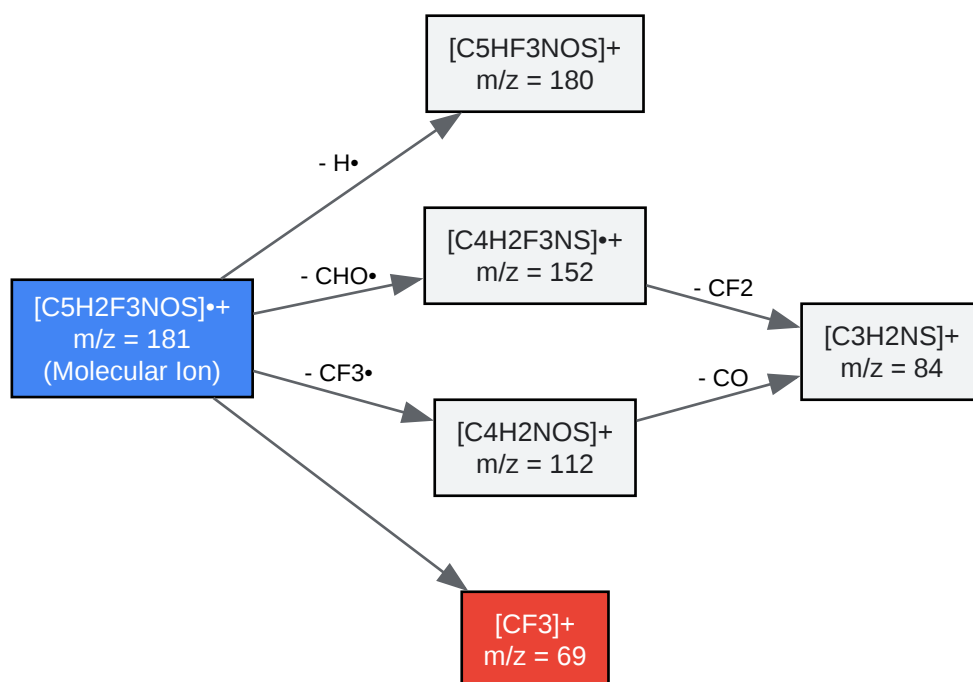 [C5HF3NOS]+
m/z = 180
- H•
[C4H2F3NS]•+
m/z = 152
- CHO•
- CF2
[C5H2F3NOS]•+
m/z = 181
(Molecular Ion)
[C3H2NS]+
m/z = 84
- CF3•
- CO
[C4H2NOS]+
m/z = 112
[CF3]+
m/z = 69